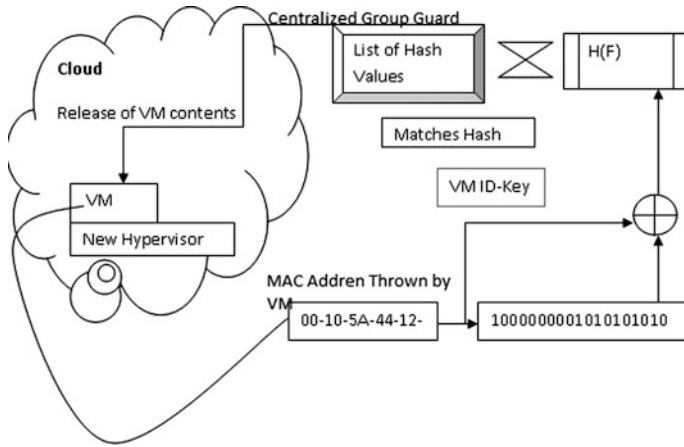 Centralized Group Guard
List of Hash
Values
H(F)
Cloud
Release of VM contents
Matches Hash
VM ID-Key
VM
New Hypervisor
MAC Addren Thrown by
VM
00-10-5A-44-12-
1000000001010101010